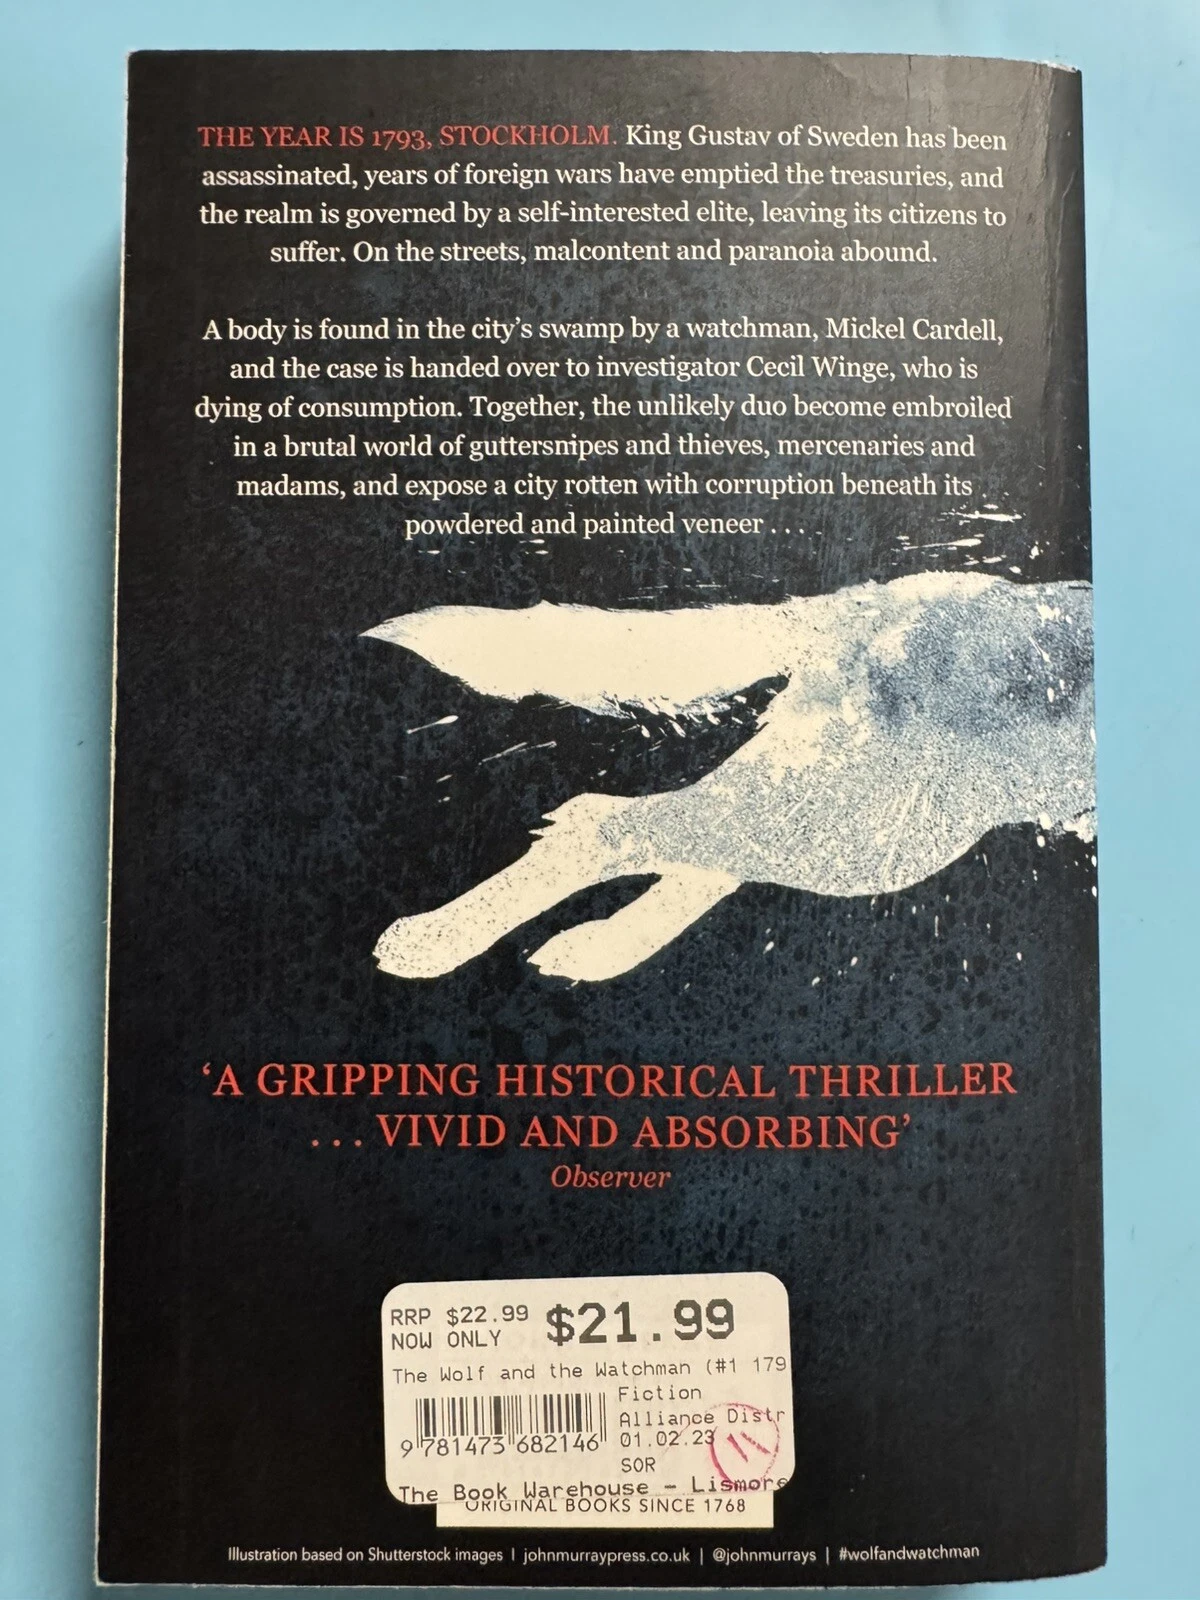 THE YEAR IS 1793, STOCKHOLM. King Gustav of Sweden has been
assassinated, years of foreign wars have emptied the treasuries, and
the realm is governed by a self-interested elite, leaving its citizens to
suffer. On the streets, malcontent and paranoia abound.
A body is found in the city's swamp by a watchman, Mickel Cardell,
and the case is handed over to investigator Cecil Winge, who is
dying of consumption. Together, the unlikely duo become embroiled
in a brutal world of guttersnipes and thieves, mercenaries and
madams, and expose a city rotten with corruption beneath its
powdered and painted veneer . . .
‘A GRIPPING HISTORICAL THRILLER
. . . VIVID AND ABSORBING’
Observer
RRP $22.99 $21.99
NOW ONLY
The Wolf and the Watchman (#1 179
Fiction
Alliance Distr
01.02.23
SOR
9 781473 682146
11
The Book Warehouse - Lismore
ORIGINAL BOOKS SINCE 1768
Illustration based on Shutterstock images | johnmurraypress.co.uk | @johnmurrays | #wolfandwatchman